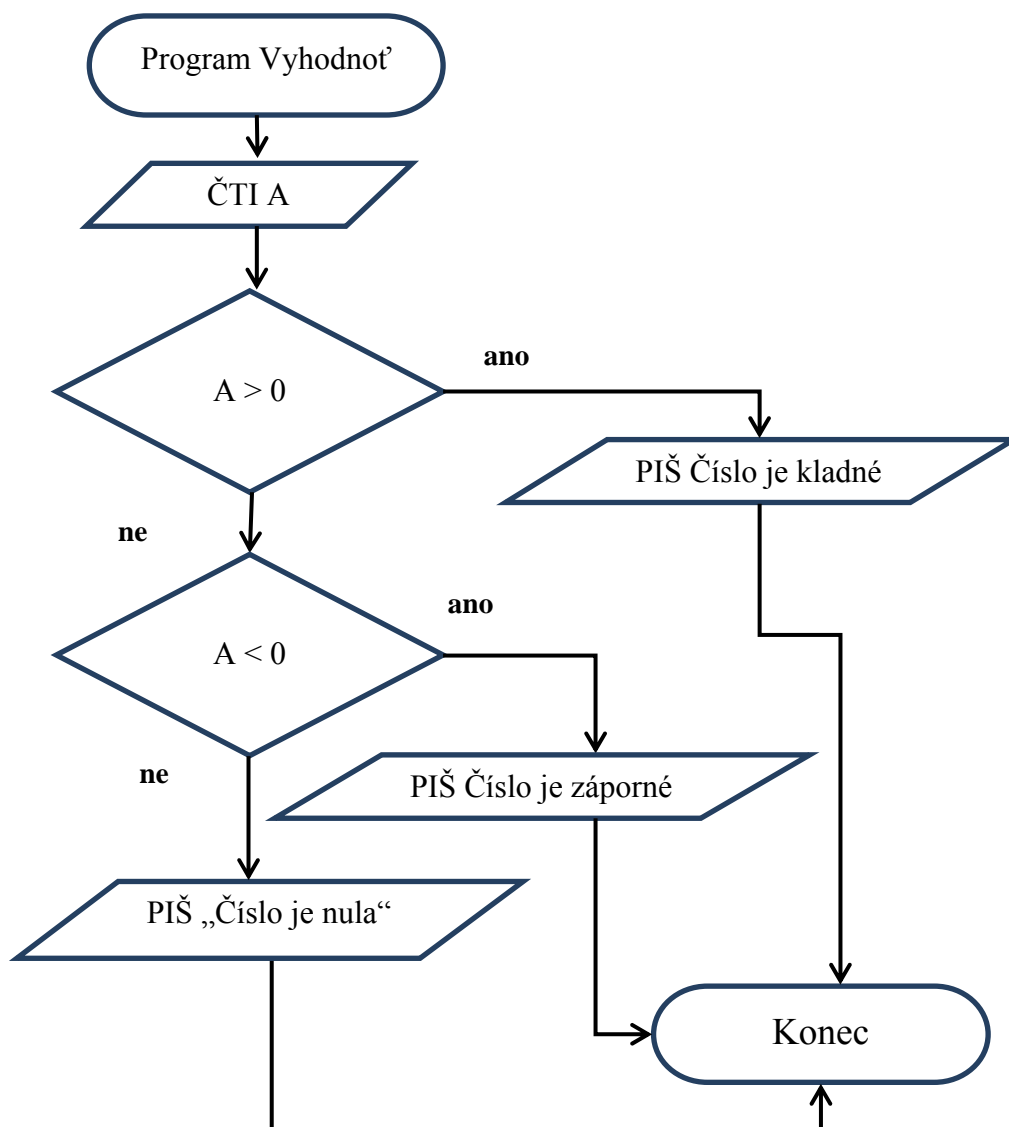 Program Vyhodnoť
ČTI A
A > 0
ano
PIŠ Číslo je kladné
ne
A < 0
ano
PIŠ Číslo je záporné
ne
PIŠ „Číslo je nula“
Konec